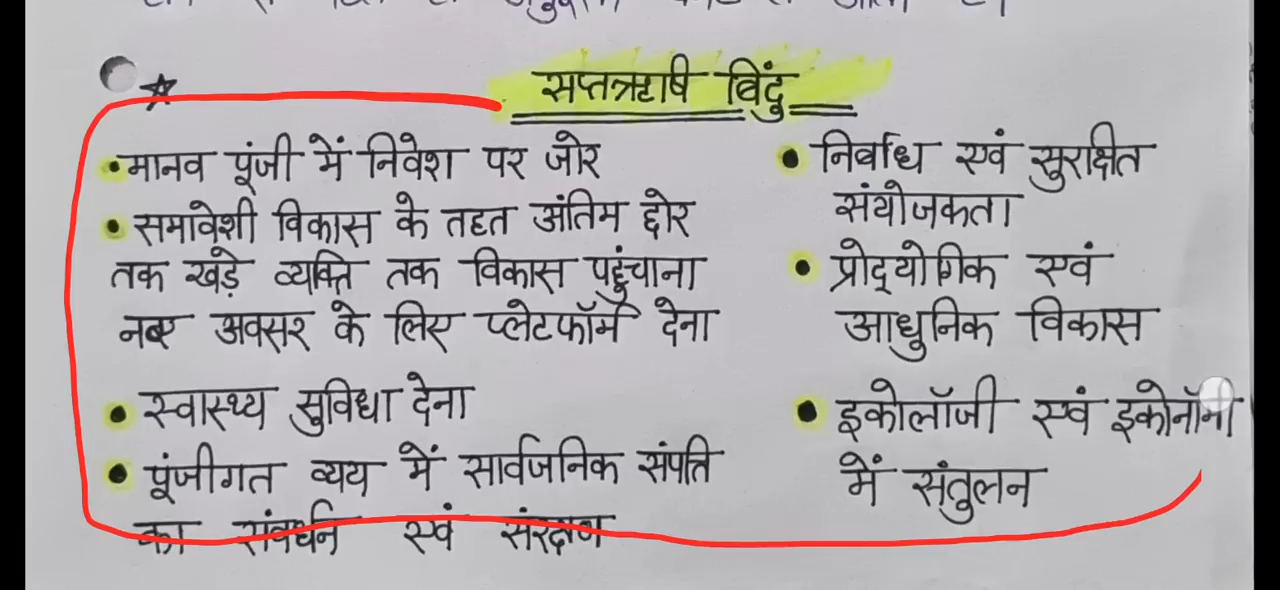 सप्तऋषि बिंदु
• मानव पूंजी में निवेश पर जोर
• समावेशी विकास के तहत अंतिम छोर
तक खड़े व्यक्ति तक विकास पहुंचाना
नए अवसर के लिए प्लेटफॉर्म देना
• स्वास्थ्य सुविधा देना
• पूंजीगत व्यय में सार्वजनिक संपति
का संवर्धन एवं संरक्षण
• निर्बाध एवं सुरक्षित
संयोजकता
• प्रोद्योगिक एवं
आधुनिक विकास
• इकोलॉजी एवं इकोनॉमी
में संतुलन